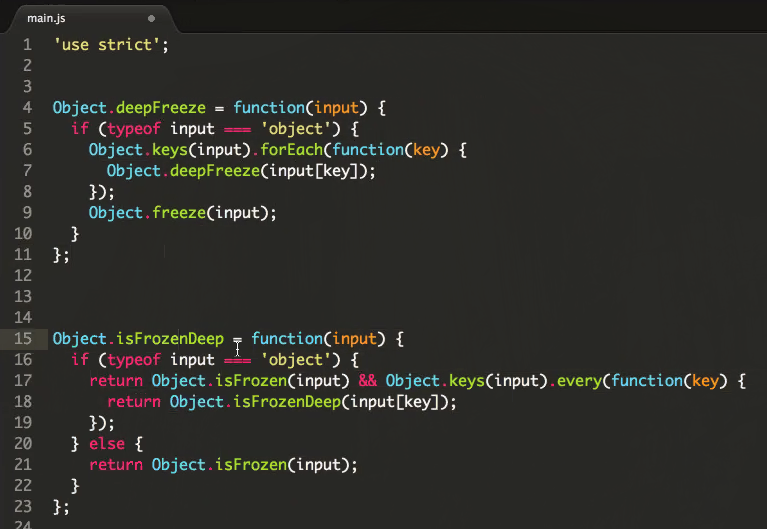 main.js
1 'use strict';
2
3
4 Object.deepFreeze = function(input) {
5 if (typeof input === 'object') {
6 Object.keys(input).forEach(function(key) {
7 Object.deepFreeze(input[key]);
8 });
9 Object.freeze(input);
10 }
11 };
12
13
14
15 Object.isFrozenDeep = function(input) {
16 if (typeof input === 'object') {
17 return Object.isFrozen(input) && Object.keys(input).every(function(key) {
18 return Object.isFrozenDeep(input[key]);
19 });
20 } else {
21 return Object.isFrozen(input);
22 }
23 };
24